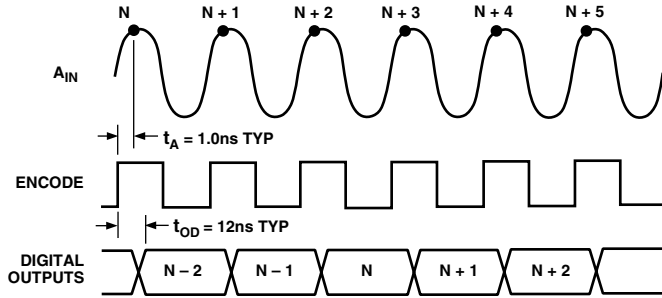 N N + 1 N + 2 N + 3 N + 4 N + 5
AIN
tA = 1.0ns TYP
ENCODE
tOD = 12ns TYP
DIGITAL
OUTPUTS
N – 2 N – 1 N N + 1 N + 2